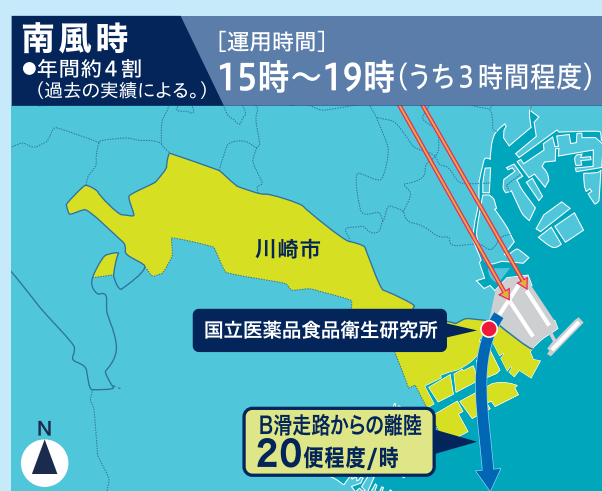 南風時
●年間約4割
(過去の実績による。)
[運用時間]
15時〜19時(うち3時間程度)
川崎市
国立医薬品食品衛生研究所
B滑走路からの離陸
20便程度/時
N